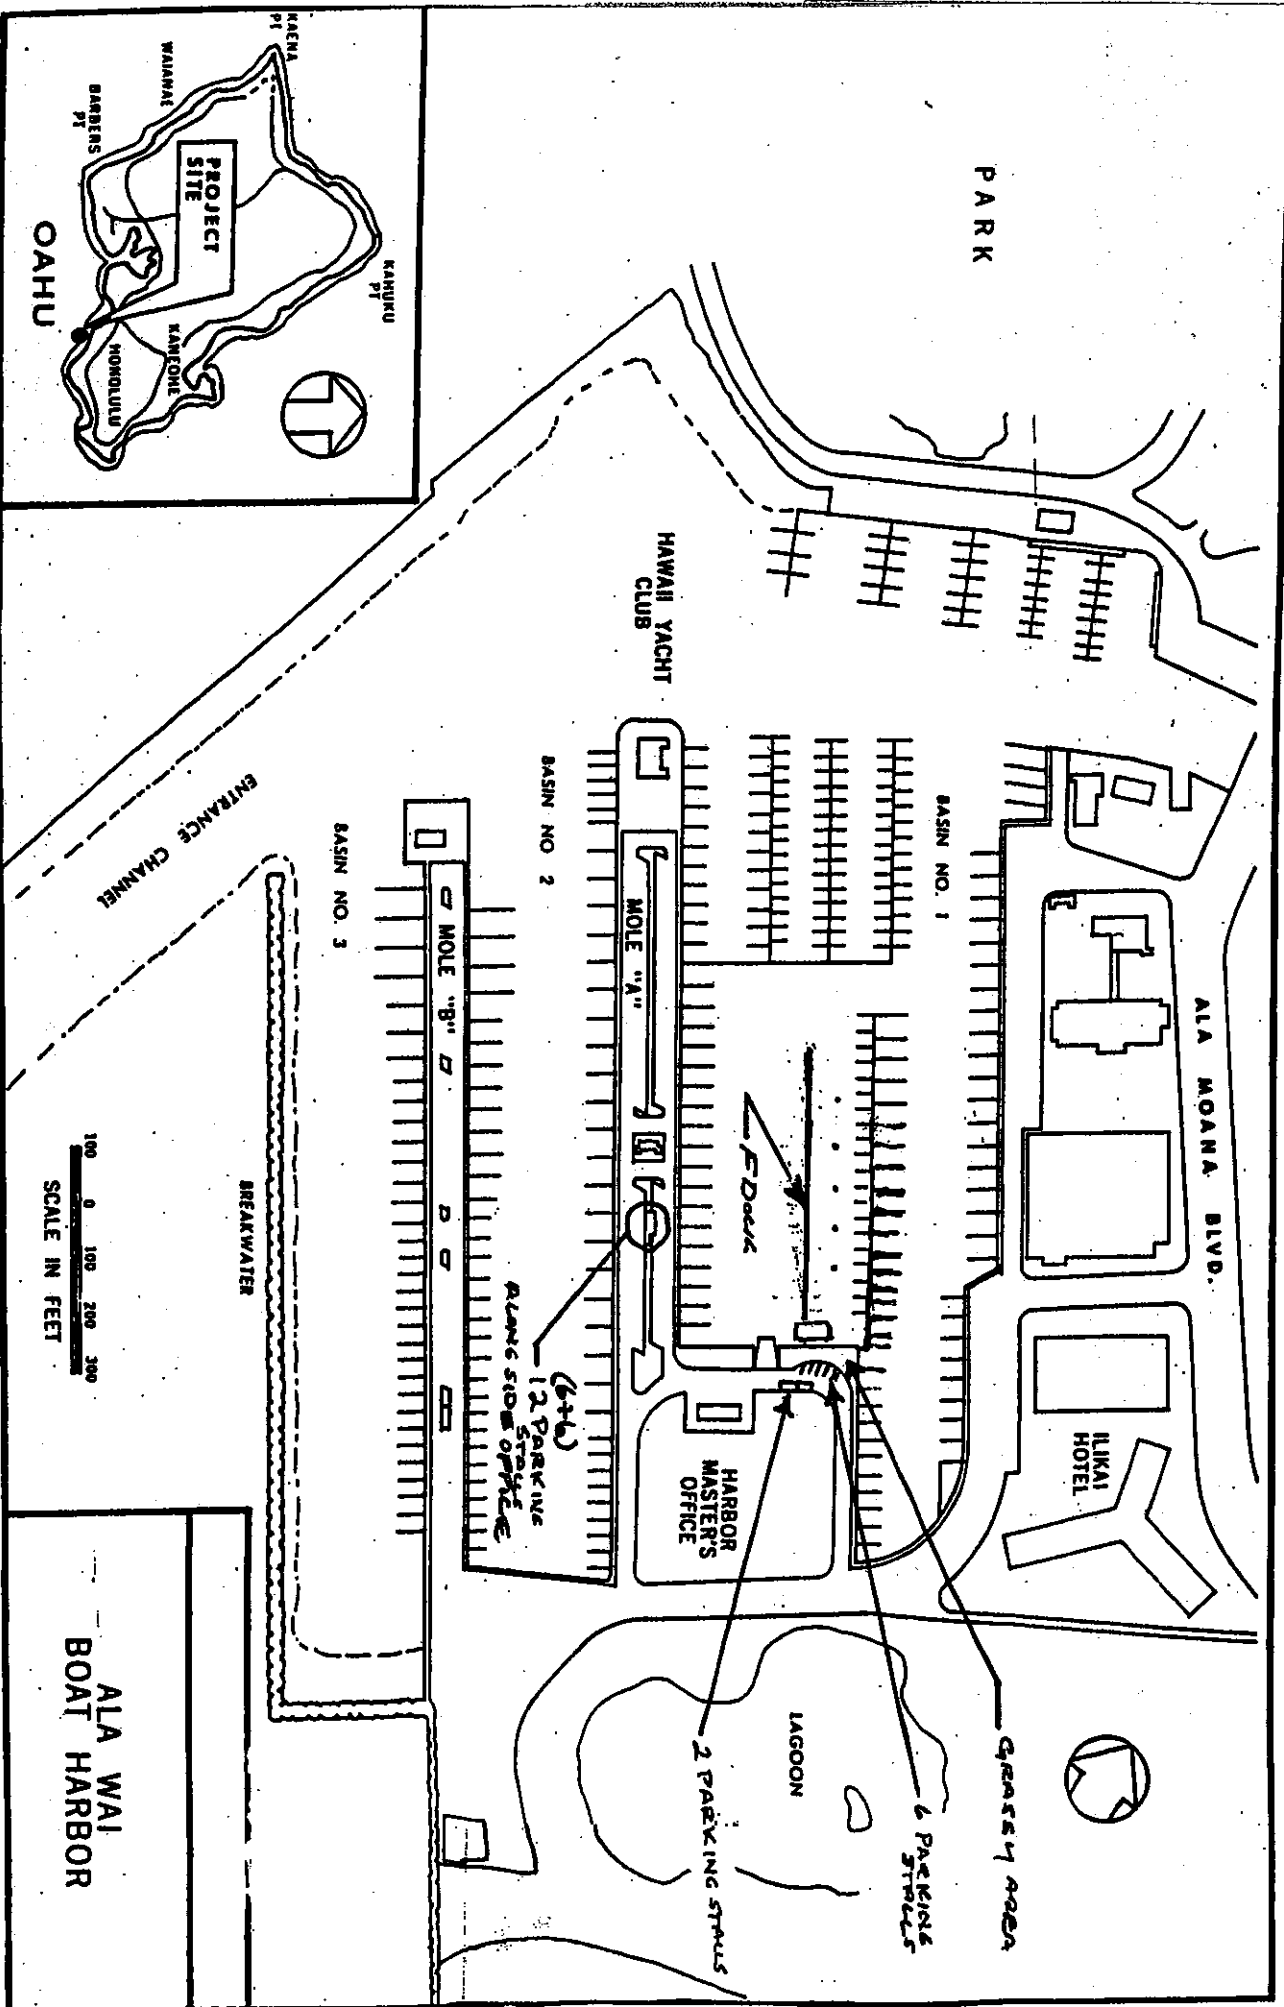 KAENA
PT
WAIANAE
BARBERS
PT
PROJECT
SITE
KAHUKU
PT
KANEOHE
HONOLULU
OAHU
PARK
HAWAII YACHT
CLUB
ENTRANCE CHANNEL
BASIN NO. 1
BASIN NO 2
BASIN NO. 3
MOLE "A"
MOLE "B"
ALA MOANA BLVD.
F DOCK
BREAKWATER
100 0 100 200 300
SCALE IN FEET
(6+6)
12 PARKING
STALLS
ALONG SIDE OFFICE
HARBOR
MASTER'S
OFFICE
ILIKAI
HOTEL
LAGOON
GRASSY AREA
6 PARKING
STALLS
2 PARKING STALLS
ALA WAI
BOAT HARBOR